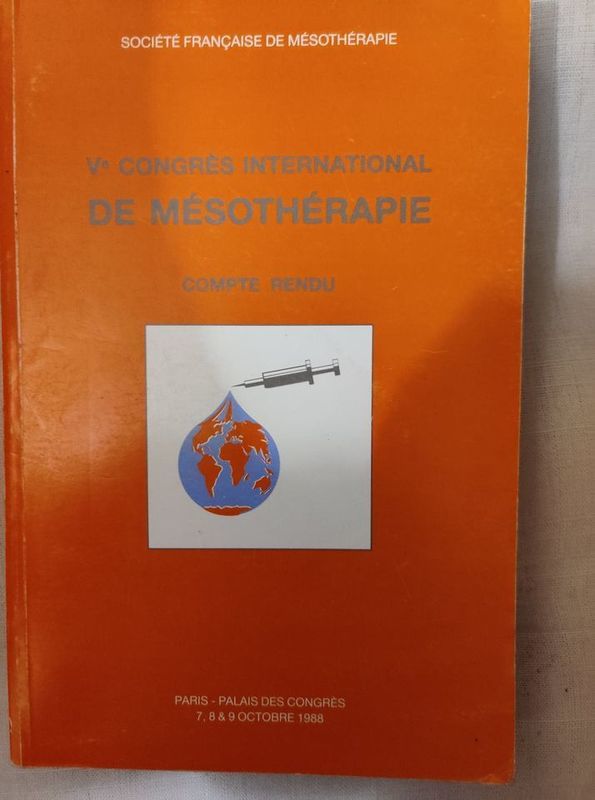 SOCIÉTÉ FRANÇAISE DE MÉSOTHÉRAPIE
Ve CONGRÈS INTERNATIONAL
DE MÉSOTHÉRAPIE
COMPTE RENDU
PARIS - PALAIS DES CONGRÈS
7, 8 & 9 OCTOBRE 1988